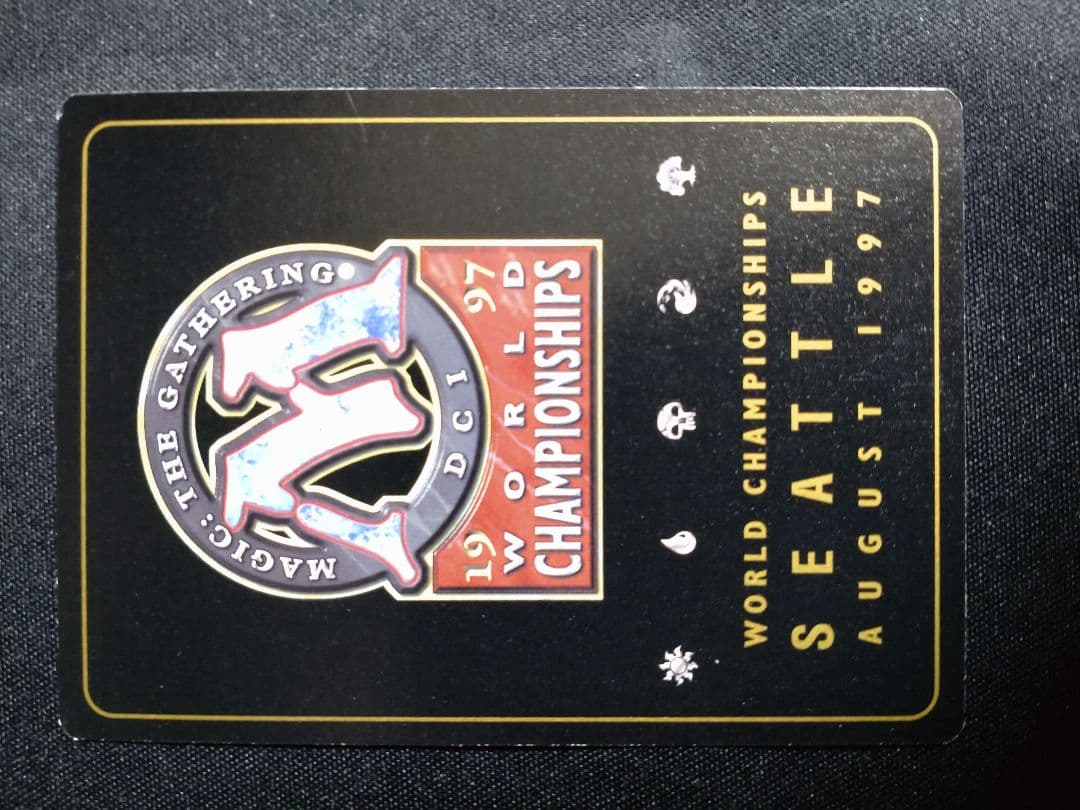 MAGIC: THE GATHERING®
DCI
19 97
WORLD
CHAMPIONSHIPS
WORLD CHAMPIONSHIPS
SEATTLE
AUGUST 1997